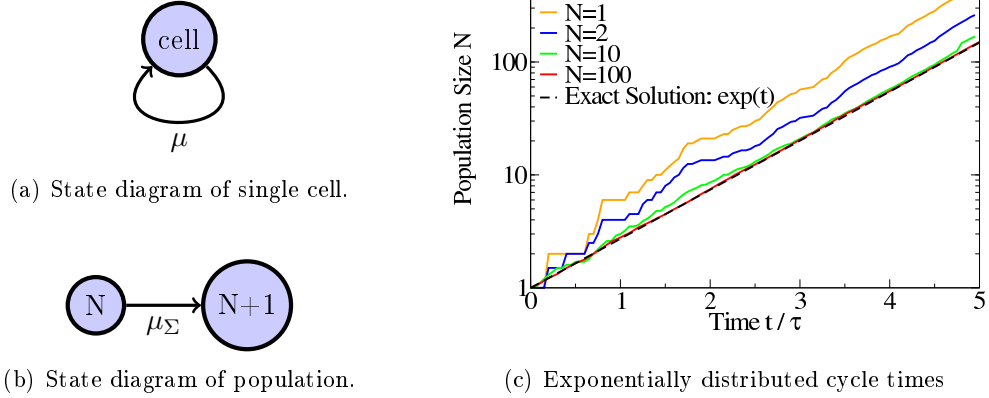 cell
μ
(a) State diagram of single cell.
N
N+1
μΣ
(b) State diagram of population.
Population Size N
100
10
1
N=1
N=2
N=10
N=100
Exact Solution: exp(t)
0
1
2
3
4
5
Time t / τ
(c) Exponentially distributed cycle times